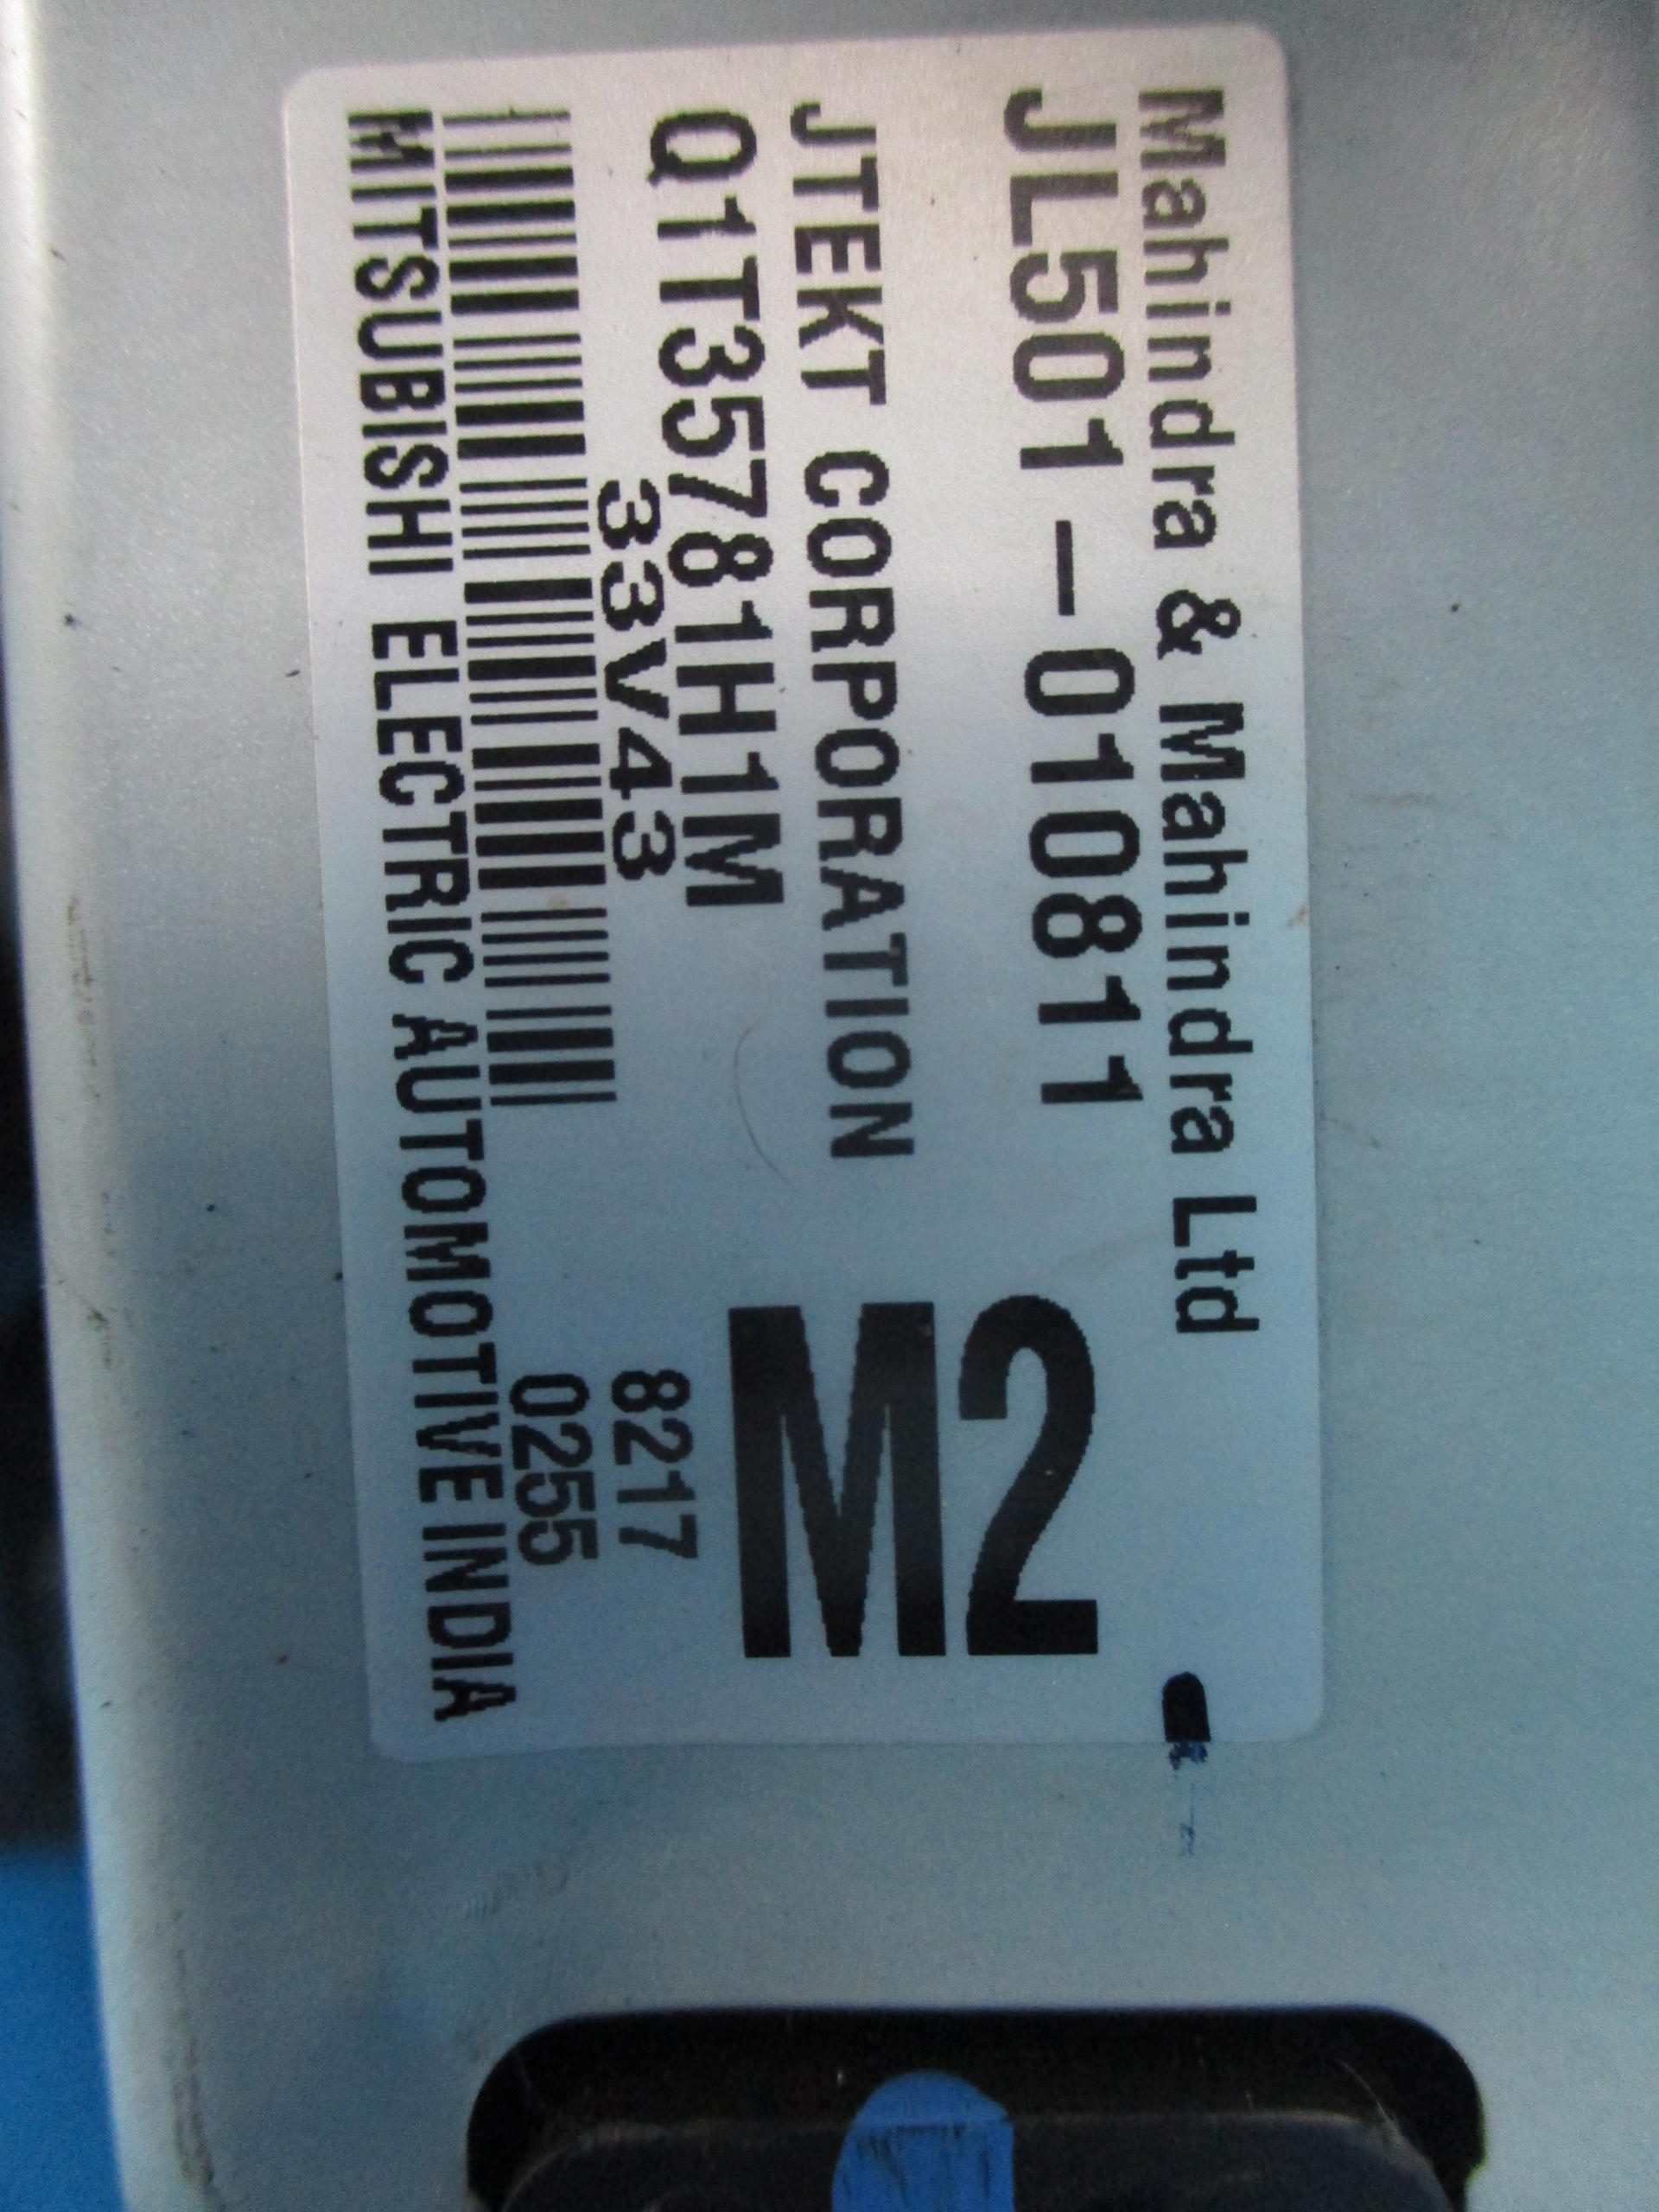 Mahindra & Mahindra Ltd
JL501-010811
M2
JTEKT CORPORATION
Q1T35781H1M
33V43
8217
0255
MITSUBISHI ELECTRIC AUTOMOTIVE INDIA